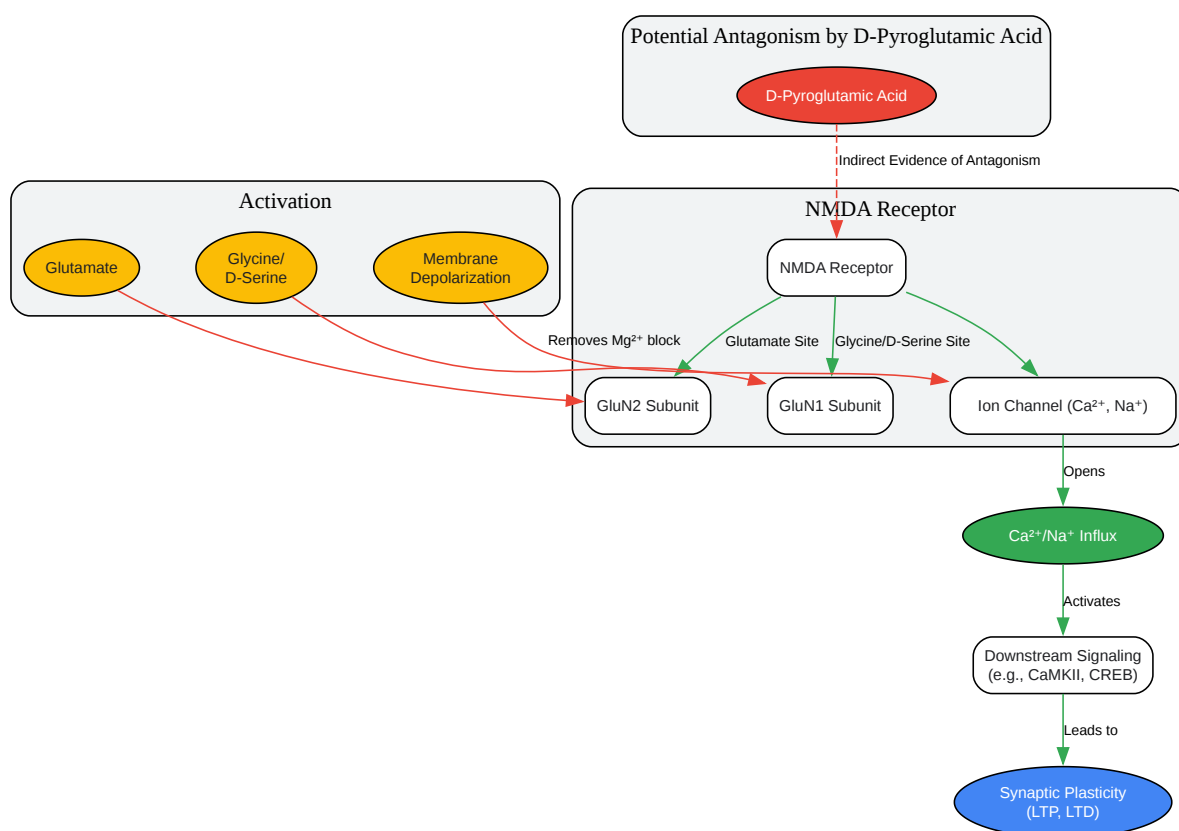 Potential Antagonism by D-Pyroglutamic Acid
D-Pyroglutamic Acid
Indirect Evidence of Antagonism
Activation
Glutamate
Glycine/
D-Serine
Membrane
Depolarization
NMDA Receptor
NMDA Receptor
Removes Mg²⁺ block
Glutamate Site
Glycine/D-Serine Site
GluN2 Subunit
GluN1 Subunit
Ion Channel (Ca²⁺, Na⁺)
Opens
Ca²⁺/Na⁺ Influx
Activates
Downstream Signaling
(e.g., CaMKII, CREB)
Leads to
Synaptic Plasticity
(LTP, LTD)